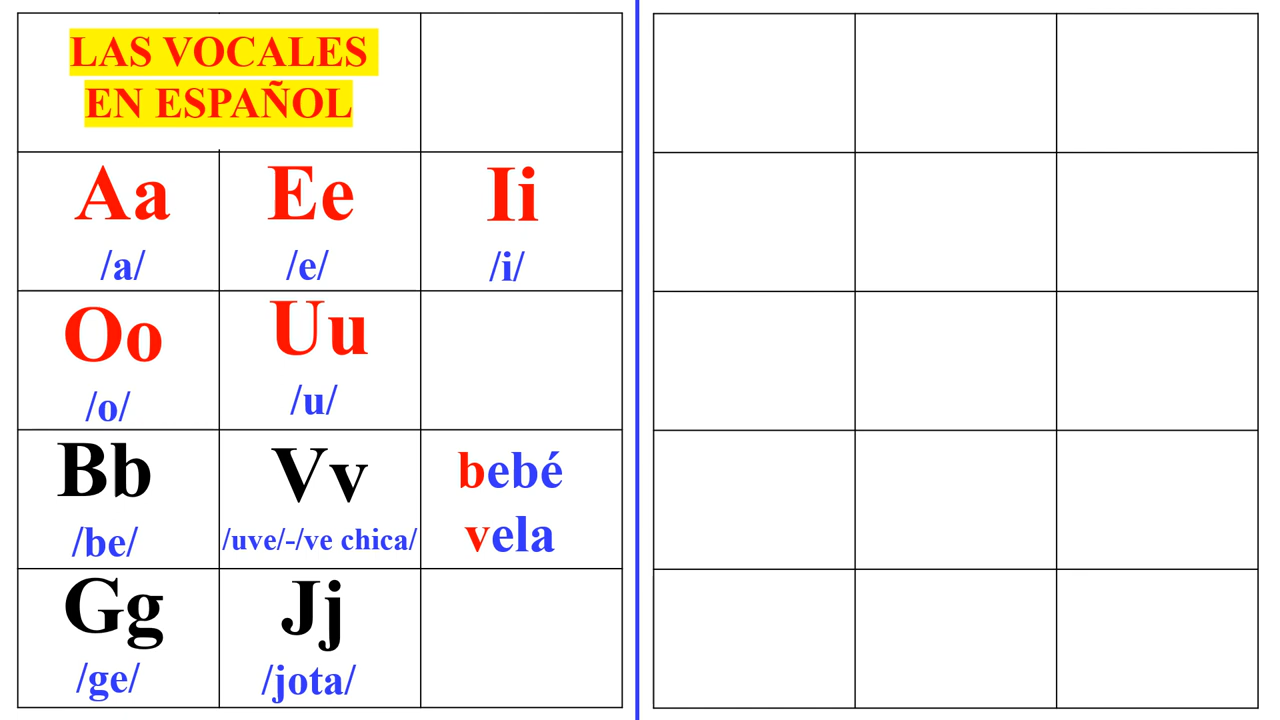 LAS VOCALES
EN ESPAÑOL
Aa
/a/
Ee
/e/
Ii
/i/
Oo
/o/
Uu
/u/
Bb
/be/
Vv
/uve/-/ve chica/
bebé
vela
Gg
/ge/
Jj
/jota/